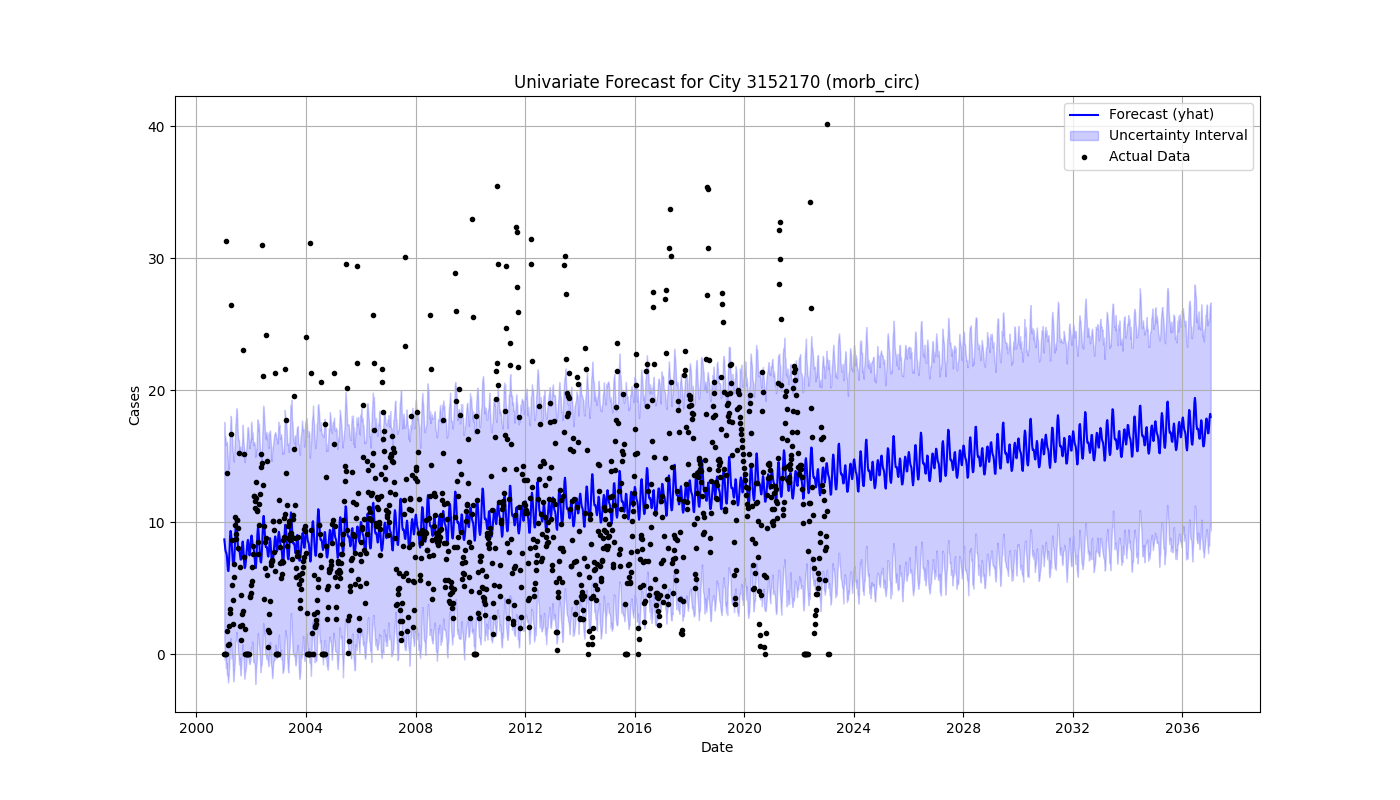 Univariate Forecast for City 3152170 (morb_circ)
Forecast (yhat)
Uncertainty Interval
Actual Data
Cases
40
30
20
10
0
2000 2004 2008 2012 2016 2020 2024 2028 2032 2036
Date